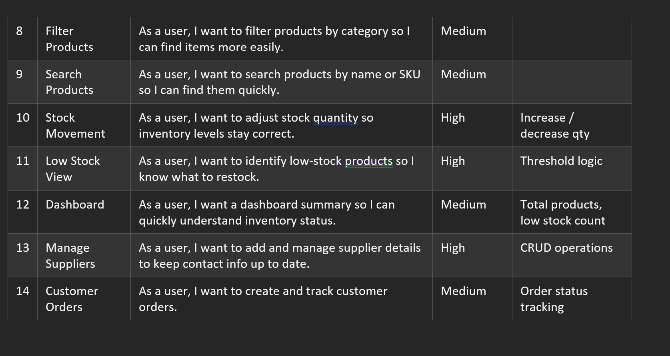 8 Filter Products As a user, I want to filter products by category so I can find items more easily. Medium
9 Search Products As a user, I want to search products by name or SKU so I can find them quickly. Medium
10 Stock Movement As a user, I want to adjust stock quantity so inventory levels stay correct. High Increase / decrease qty
11 Low Stock View As a user, I want to identify low-stock products so I know what to restock. High Threshold logic
12 Dashboard As a user, I want a dashboard summary so I can quickly understand inventory status. Medium Total products, low stock count
13 Manage Suppliers As a user, I want to add and manage supplier details to keep contact info up to date. High CRUD operations
14 Customer Orders As a user, I want to create and track customer orders. Medium Order status tracking